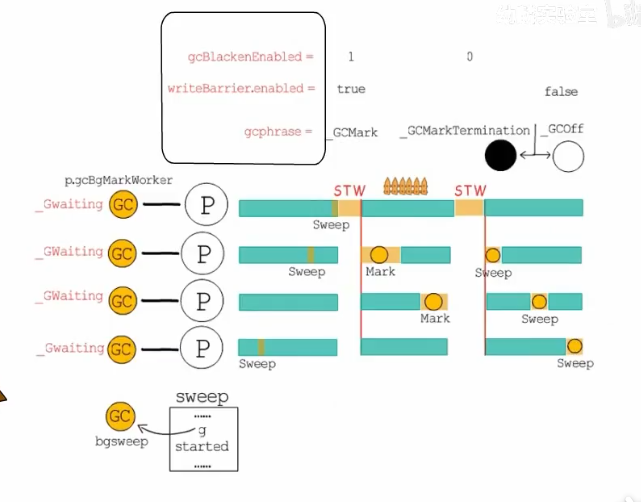 gcBlackenEnabled = 1 0
writeBarrier.enabled = true false
gcphrase = _GCMark _GCMarkTermination _GCOff
p.gcBgMarkWorker
STW STW
_Gwaiting GC P
Sweep
_GWaiting GC P
Sweep Mark Sweep
_GWaiting GC P
Mark Sweep
_Gwaiting GC P
Sweep Sweep
sweep
GC
bgsweep
......
g
started
......